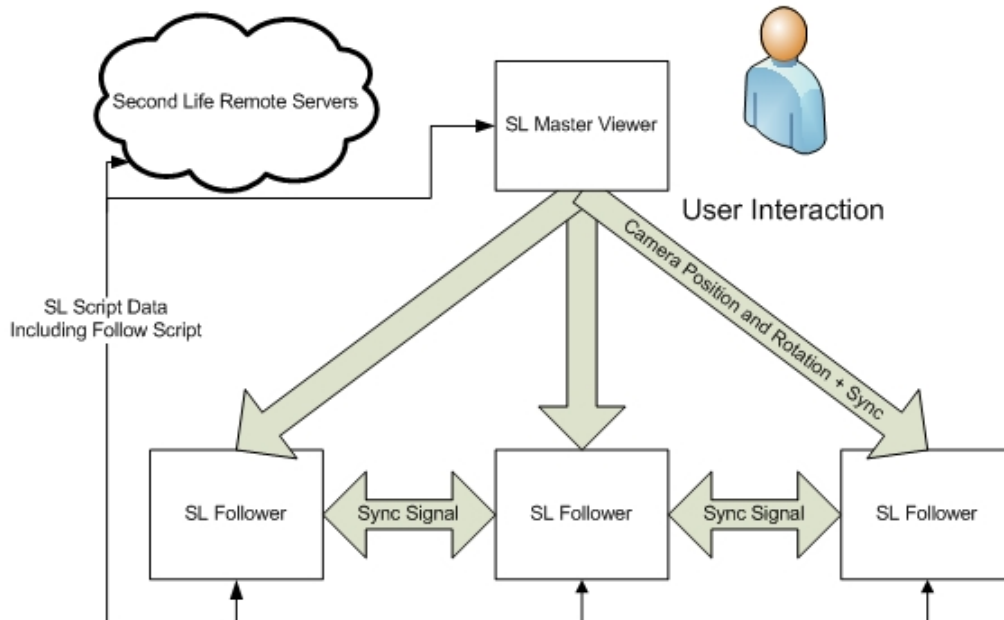 Second Life Remote Servers
SL Master Viewer
User Interaction
Camera Position and Rotation + Sync
SL Script Data
Including Follow Script
SL Follower
Sync Signal
SL Follower
Sync Signal
SL Follower